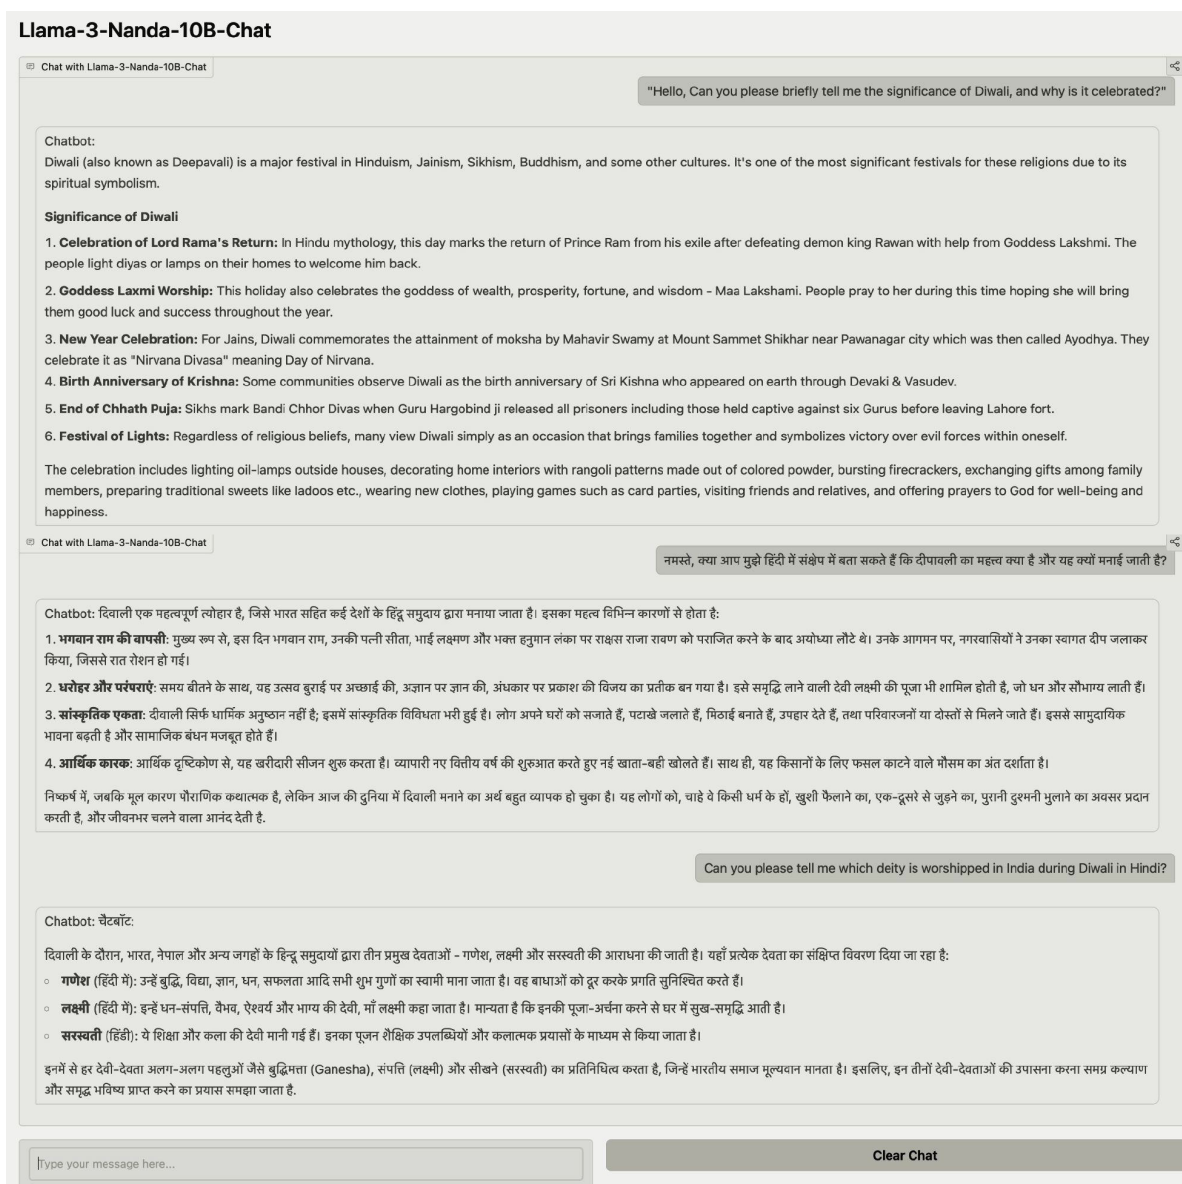 Llama-3-Nanda-10B-Chat
Chat with Llama-3-Nanda-10B-Chat
"Hello, Can you please briefly tell me the significance of Diwali, and why is it celebrated?"
Chatbot:
Diwali (also known as Deepavali) is a major festival in Hinduism, Jainism, Sikhism, Buddhism, and some other cultures. It's one of the most significant festivals for these religions due to its
spiritual symbolism.
Significance of Diwali
1. Celebration of Lord Rama's Return: In Hindu mythology, this day marks the return of Prince Ram from his exile after defeating demon king Rawan with help from Goddess Lakshmi. The
people light diyas or lamps on their homes to welcome him back.
2. Goddess Laxmi Worship: This holiday also celebrates the goddess of wealth, prosperity, fortune, and wisdom - Maa Lakshami. People pray to her during this time hoping she will bring
them good luck and success throughout the year.
3. New Year Celebration: For Jains, Diwali commemorates the attainment of moksha by Mahavir Swamy at Mount Sammet Shikhar near Pawanagar city which was then called Ayodhya. They
celebrate it as "Nirvana Divasa" meaning Day of Nirvana.
4. Birth Anniversary of Krishna: Some communities observe Diwali as the birth anniversary of Sri Kishna who appeared on earth through Devaki & Vasudev.
5. End of Chhath Puja: Sikhs mark Bandi Chhor Divas when Guru Hargobind ji released all prisoners including those held captive against six Gurus before leaving Lahore fort.
6. Festival of Lights: Regardless of religious beliefs, many view Diwali simply as an occasion that brings families together and symbolizes victory over evil forces within oneself.
The celebration includes lighting oil-lamps outside houses, decorating home interiors with rangoli patterns made out of colored powder, bursting firecrackers, exchanging gifts among family
members, preparing traditional sweets like ladoos etc., wearing new clothes, playing games such as card parties, visiting friends and relatives, and offering prayers to God for well-being and
happiness.
Chat with Llama-3-Nanda-10B-Chat
नमस्ते, क्या आप मुझे हिंदी में संक्षेप में बता सकते हैं कि दीपावली का महत्त्व क्या है और यह क्यों मनाई जाती है?
Chatbot: दिवाली एक महत्वपूर्ण त्योहार है, जिसे भारत सहित कई देशों के हिंदू समुदाय द्वारा मनाया जाता है। इसका महत्व विभिन्न कारणों से होता है:
1. भगवान राम की वापसी: मुख्य रूप से, इस दिन भगवान राम, उनकी पत्नी सीता, भाई लक्ष्मण और भक्त हनुमान लंका पर राक्षस राजा रावण को पराजित करने के बाद अयोध्या लौटे थे। उनके आगमन पर, नगरवासियों ने उनका स्वागत दीप जलाकर
किया, जिससे रात रोशन हो गई।
2. धरोहर और परंपराएं: समय बीतने के साथ, यह उत्सव बुराई पर अच्छाई की, अज्ञान पर ज्ञान की, अंधकार पर प्रकाश की विजय का प्रतीक बन गया है। इसे समृद्धि लाने वाली देवी लक्ष्मी की पूजा भी शामिल होती है, जो धन और सौभाग्य लाती हैं।
3. सांस्कृतिक एकता: दीवाली सिर्फ धार्मिक अनुष्ठान नहीं है; इसमें सांस्कृतिक विविधता भरी हुई है। लोग अपने घरों को सजाते हैं, पटाखे जलाते हैं, मिठाई बनाते हैं, उपहार देते हैं, तथा परिवारजनों या दोस्तों से मिलने जाते हैं। इससे सामुदायिक
भावना बढ़ती है और सामाजिक बंधन मजबूत होते हैं।
4. आर्थिक कारक: आर्थिक दृष्टिकोण से, यह खरीदारी सीजन शुरू करता है। व्यापारी नए वित्तीय वर्ष की शुरुआत करते हुए नई खाता-बही खोलते हैं। साथ ही, यह किसानों के लिए फसल काटने वाले मौसम का अंत दर्शाता है।
निष्कर्ष में, जबकि मूल कारण पौराणिक कथात्मक है, लेकिन आज की दुनिया में दिवाली मनाने का अर्थ बहुत व्यापक हो चुका है। यह लोगों को, चाहे वे किसी धर्म के हों, खुशी फैलाने का, एक-दूसरे से जुड़ने का, पुरानी दुश्मनी भुलाने का अवसर प्रदान
करती है, और जीवनभर चलने वाला आनंद देती है.
Can you please tell me which deity is worshipped in India during Diwali in Hindi?
Chatbot: चैटबॉट:
दिवाली के दौरान, भारत, नेपाल और अन्य जगहों के हिन्दू समुदायों द्वारा तीन प्रमुख देवताओं - गणेश, लक्ष्मी और सरस्वती की आराधना की जाती है। यहाँ प्रत्येक देवता का संक्षिप्त विवरण दिया जा रहा है:
गणेश (हिंदी में): उन्हें बुद्धि, विद्या, ज्ञान, धन, सफलता आदि सभी शुभ गुणों का स्वामी माना जाता है। वह बाधाओं को दूर करके प्रगति सुनिश्चित करते हैं।
लक्ष्मी (हिंदी में): इन्हें धन-संपत्ति, वैभव, ऐश्वर्य और भाग्य की देवी, माँ लक्ष्मी कहा जाता है। मान्यता है कि इनकी पूजा-अर्चना करने से घर में सुख-समृद्धि आती है।
सरस्वती (हिंडी): ये शिक्षा और कला की देवी मानी गई हैं। इनका पूजन शैक्षिक उपलब्धियों और कलात्मक प्रयासों के माध्यम से किया जाता है।
इनमें से हर देवी-देवता अलग-अलग पहलुओं जैसे बुद्धिमत्ता (Ganesha), संपत्ति (लक्ष्मी) और सीखने (सरस्वती) का प्रतिनिधित्व करता है, जिन्हें भारतीय समाज मूल्यवान मानता है। इसलिए, इन तीनों देवी-देवताओं की उपासना करना समग्र कल्याण
और समृद्ध भविष्य प्राप्त करने का प्रयास समझा जाता है.
Type your message here...
Clear Chat